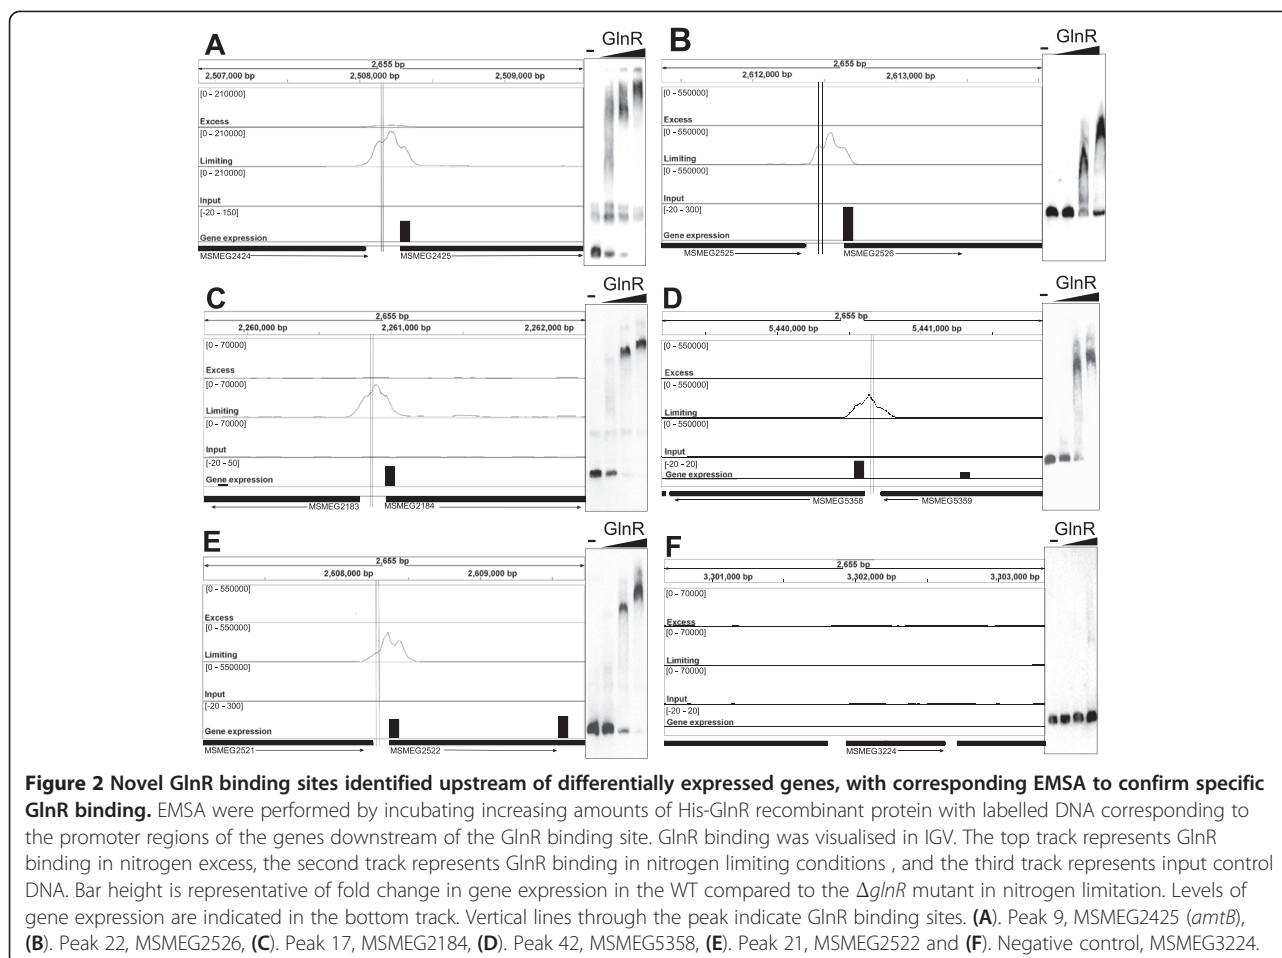 A
– GlnR
2,655 bp
2,507,000 bp 2,508,000 bp 2,509,000 bp
[0 - 210000]
Excess
[0 - 210000]
Limiting
[0 - 210000]
Input
[-20 - 150]
Gene expression
MSMEG2424 MSMEG2425
B
– GlnR
2,655 bp
2,612,000 bp 2,613,000 bp
[0 - 550000]
Excess
[0 - 550000]
Limiting
[0 - 550000]
Input
[-20 - 300]
Gene expression
MSMEG2525 MSMEG2526
C
– GlnR
2,655 bp
2,260,000 bp 2,261,000 bp 2,262,000 bp
[0 - 70000]
Excess
[0 - 70000]
Limiting
[0 - 70000]
Input
[-20 - 50]
Gene expression
MSMEG2183 MSMEG2184
D
– GlnR
2,655 bp
5,440,000 bp 5,441,000 bp
[0 - 550000]
Excess
[0 - 550000]
Limiting
[0 - 550000]
Input
[-20 - 20]
Gene expression
MSMEG5358 MSMEG5359
E
– GlnR
2,655 bp
2,608,000 bp 2,609,000 bp
[0 - 550000]
Excess
[0 - 550000]
Limiting
[0 - 550000]
Input
[-20 - 300]
Gene expression
MSMEG2521 MSMEG2522
F
– GlnR
2,655 bp
3,301,000 bp 3,302,000 bp 3,303,000 bp
[0 - 70000]
Excess
[0 - 70000]
Limiting
[0 - 70000]
Input
[-20 - 20]
Gene expression
MSMEG3224
Figure 2 Novel GlnR binding sites identified upstream of differentially expressed genes, with corresponding EMSA to confirm specific
GlnR binding. EMSA were performed by incubating increasing amounts of His-GlnR recombinant protein with labelled DNA corresponding to
the promoter regions of the genes downstream of the GlnR binding site. GlnR binding was visualised in IGV. The top track represents GlnR
binding in nitrogen excess, the second track represents GlnR binding in nitrogen limiting conditions , and the third track represents input control
DNA. Bar height is representative of fold change in gene expression in the WT compared to the ΔglnR mutant in nitrogen limitation. Levels of
gene expression are indicated in the bottom track. Vertical lines through the peak indicate GlnR binding sites. (A). Peak 9, MSMEG2425 (amtB),
(B). Peak 22, MSMEG2526, (C). Peak 17, MSMEG2184, (D). Peak 42, MSMEG5358, (E). Peak 21, MSMEG2522 and (F). Negative control, MSMEG3224.